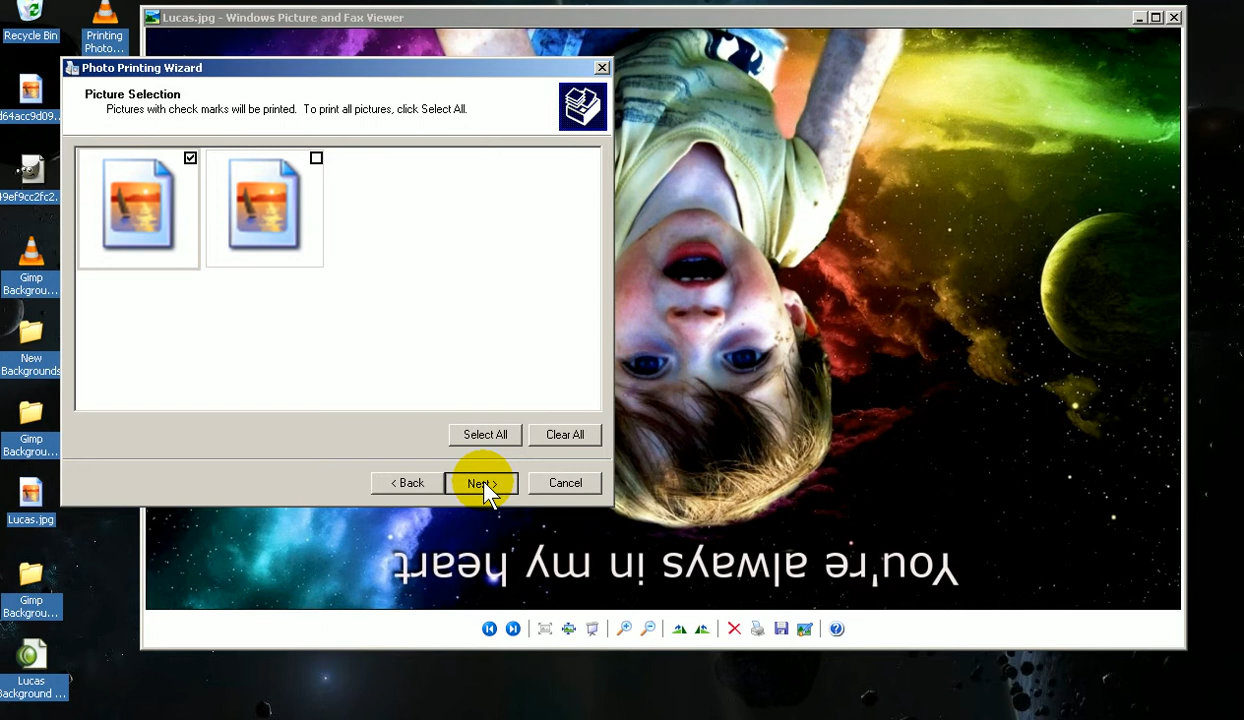 Recycle Bin
Printing
Photo...
Lucas.jpg - Windows Picture and Fax Viewer
Photo Printing Wizard
Picture Selection
Pictures with check marks will be printed. To print all pictures, click Select All.
d64acc9d09...
49ef9cc2fc2...
Gimp
Backgrou...
New
Backgrounds
Gimp
Backgrou...
Select All
Clear All
< Back
Next >
Cancel
Lucas.jpg
You're always in my heart
Gimp
Backgrou...
Lucas
Background ...